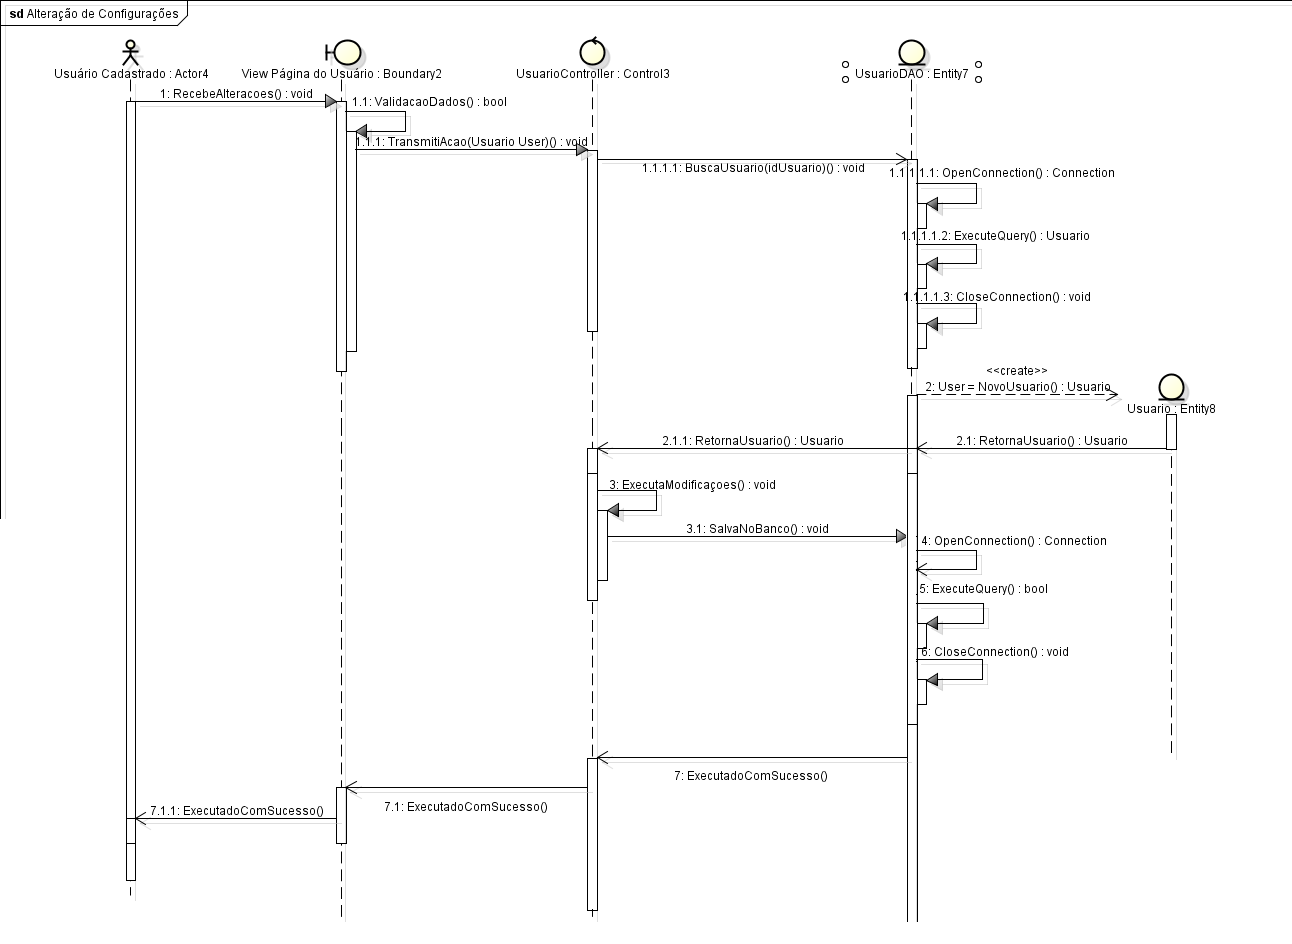 sd Alteração de Configurações
Usuário Cadastrado : Actor4
View Página do Usuário : Boundary2
UsuarioController : Control3
UsuarioDAO : Entity7
1: RecebeAlteracoes() : void
1.1: ValidacaoDados() : bool
1.1.1: TransmitiAcao(Usuario User)() : void
1.1.1.1: BuscaUsuario(idUsuario)() : void
1.1.1.1.1: OpenConnection() : Connection
1.1.1.1.2: ExecuteQuery() : Usuario
1.1.1.1.3: CloseConnection() : void
<<create>>
2: User = NovoUsuario() : Usuario
Usuario : Entity8
2.1.1: RetornaUsuario() : Usuario
2.1: RetornaUsuario() : Usuario
3: ExecutaModificaçoes() : void
3.1: SalvaNoBanco() : void
4: OpenConnection() : Connection
5: ExecuteQuery() : bool
6: CloseConnection() : void
7: ExecutadoComSucesso()
7.1: ExecutadoComSucesso()
7.1.1: ExecutadoComSucesso()